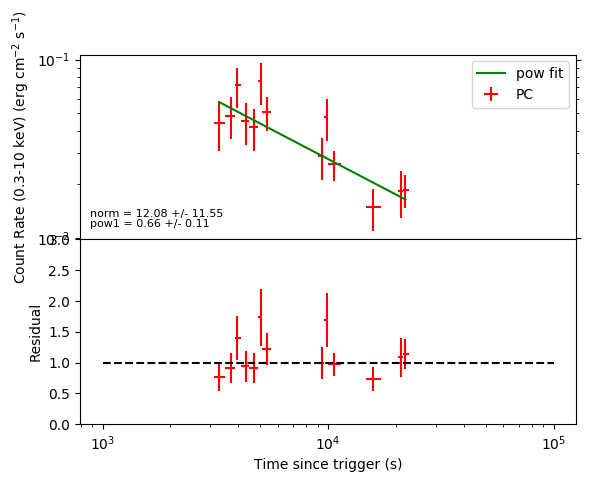 Count Rate (0.3-10 keV) (erg cm⁻² s⁻¹)
10⁻¹
pow fit
PC
norm = 12.08 +/- 11.55
pow1 = 0.66 +/- 0.11
3.0
2.5
2.0
1.5
1.0
0.5
0.0
Residual
10³
10⁴
10⁵
Time since trigger (s)